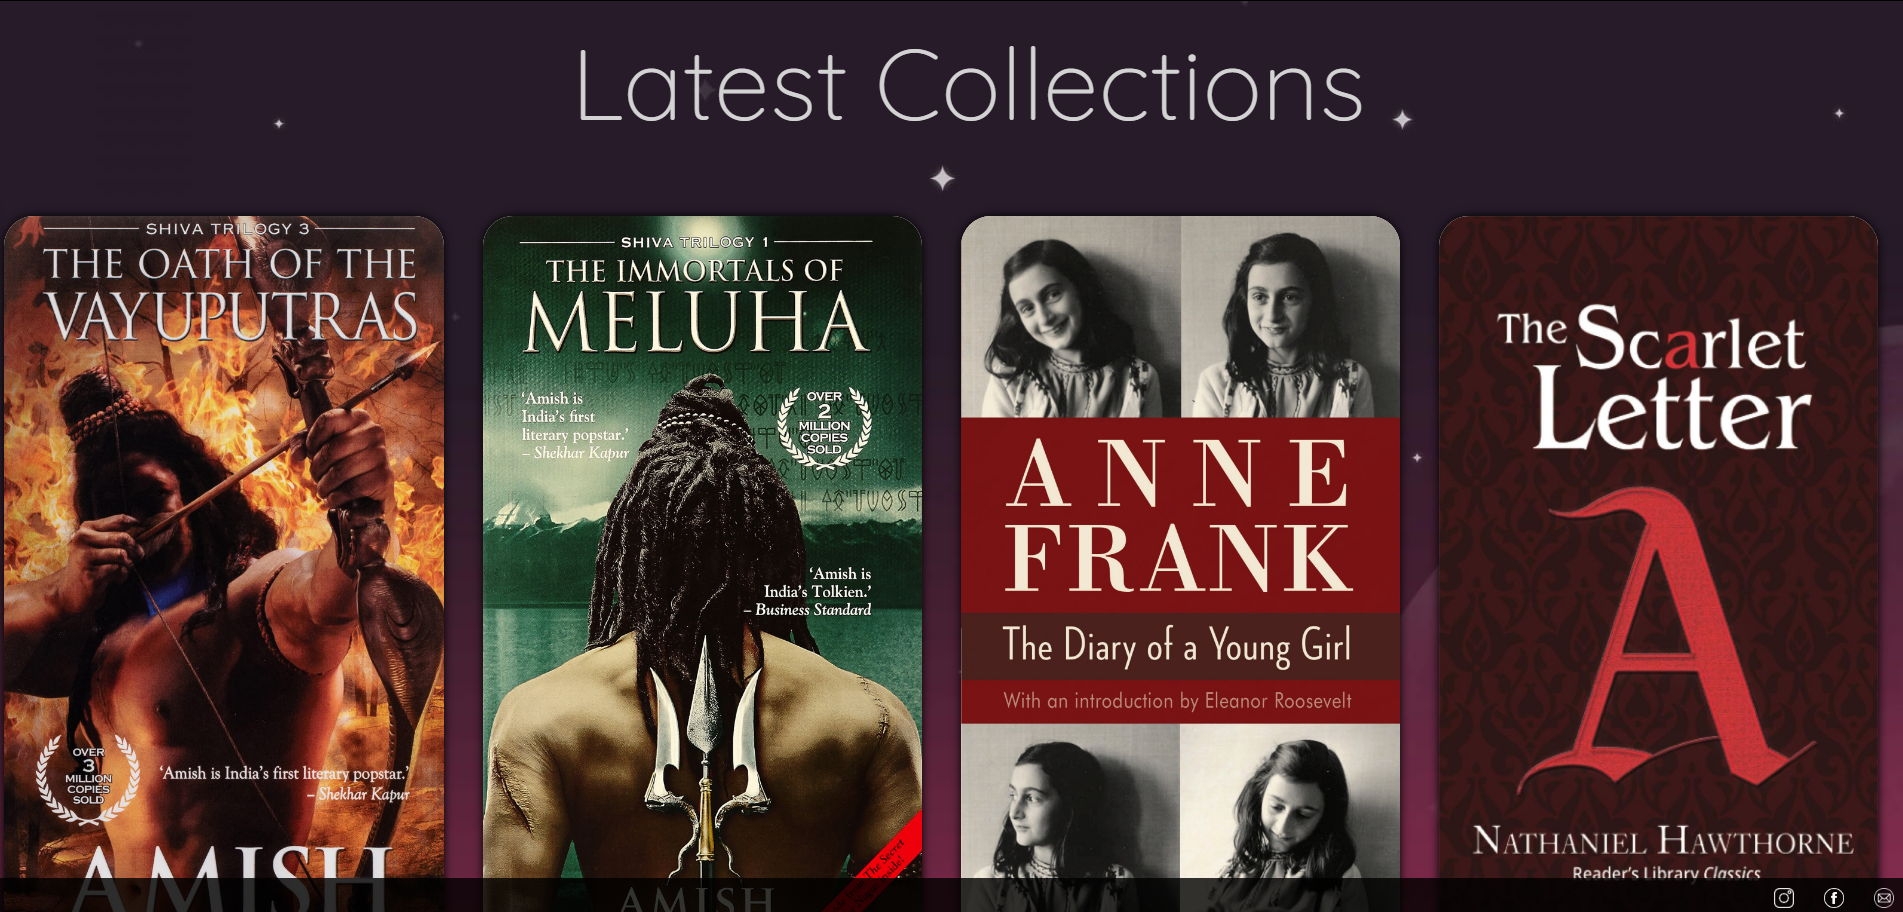 Latest Collections
SHIVA TRILOGY 3
THE OATH OF THE
VAYUPUTRAS
OVER
3
MILLION
COPIES
SOLD
'Amish is India's first literary popstar.'
– Shekhar Kapur
AMISH
SHIVA TRILOGY 1
THE IMMORTALS OF
MELUHA
'Amish is
India's first
literary popstar.'
– Shekhar Kapur
OVER
2
MILLION
COPIES
SOLD
'Amish is
India's Tolkien.'
– Business Standard
The Secret
AMISH
ANNE
FRANK
The Diary of a Young Girl
With an introduction by Eleanor Roosevelt
The Scarlet
Letter
A
NATHANIEL HAWTHORNE
Reader's Library Classics